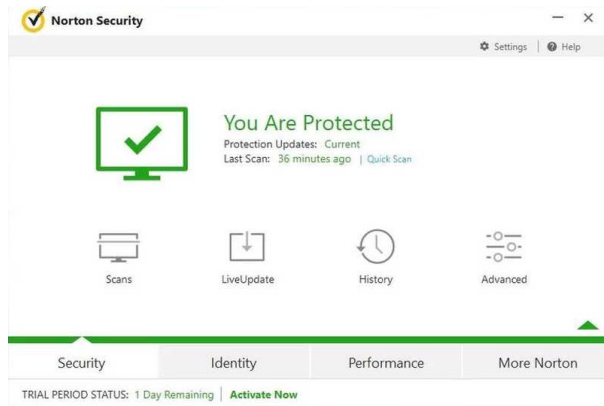 Norton Security
Settings | Help
You Are Protected
Protection Updates: Current
Last Scan: 36 minutes ago | Quick Scan
Scans LiveUpdate History Advanced
Security Identity Performance More Norton
TRIAL PERIOD STATUS: 1 Day Remaining | Activate Now